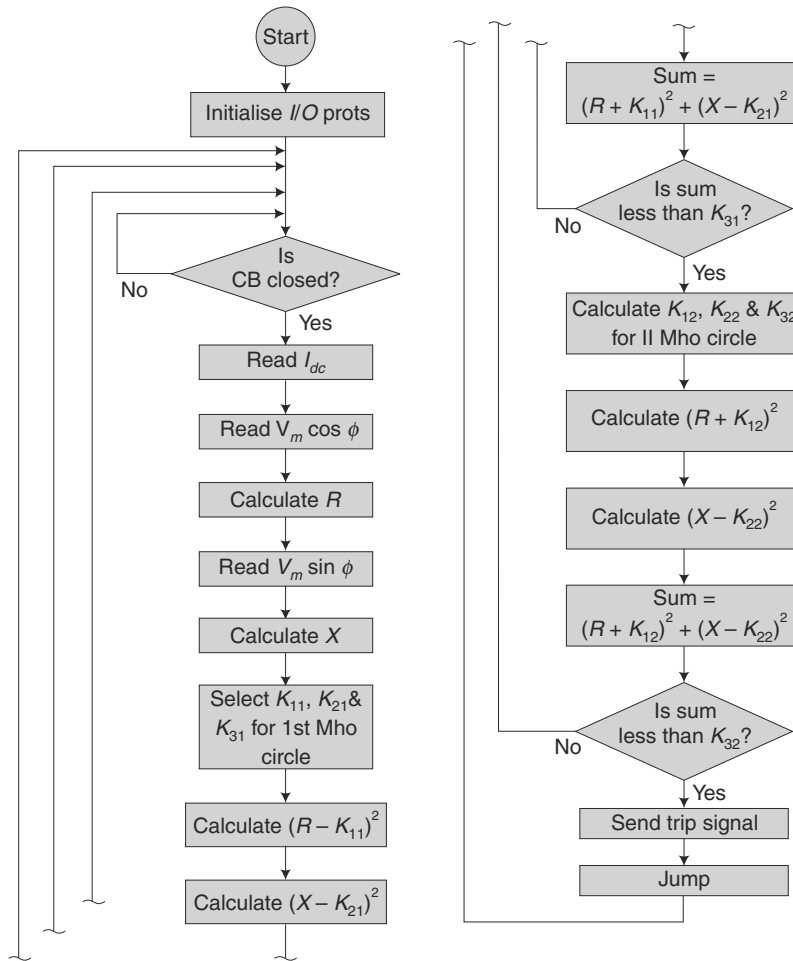 Start
Initialise I/O prots
Is
CB closed?
No
Yes
Read I_dc
Read V_m cos ϕ
Calculate R
Read V_m sin ϕ
Calculate X
Select K_11, K_21&
K_31 for 1st Mho
circle
Calculate (R – K_11)^2
Calculate (X – K_21)^2
Sum =
(R + K_11)^2 + (X – K_21)^2
Is sum
less than K_31?
No
Yes
Calculate K_12, K_22 & K_32
for II Mho circle
Calculate (R + K_12)^2
Calculate (X – K_22)^2
Sum =
(R + K_12)^2 + (X – K_22)^2
Is sum
less than K_32?
No
Yes
Send trip signal
Jump